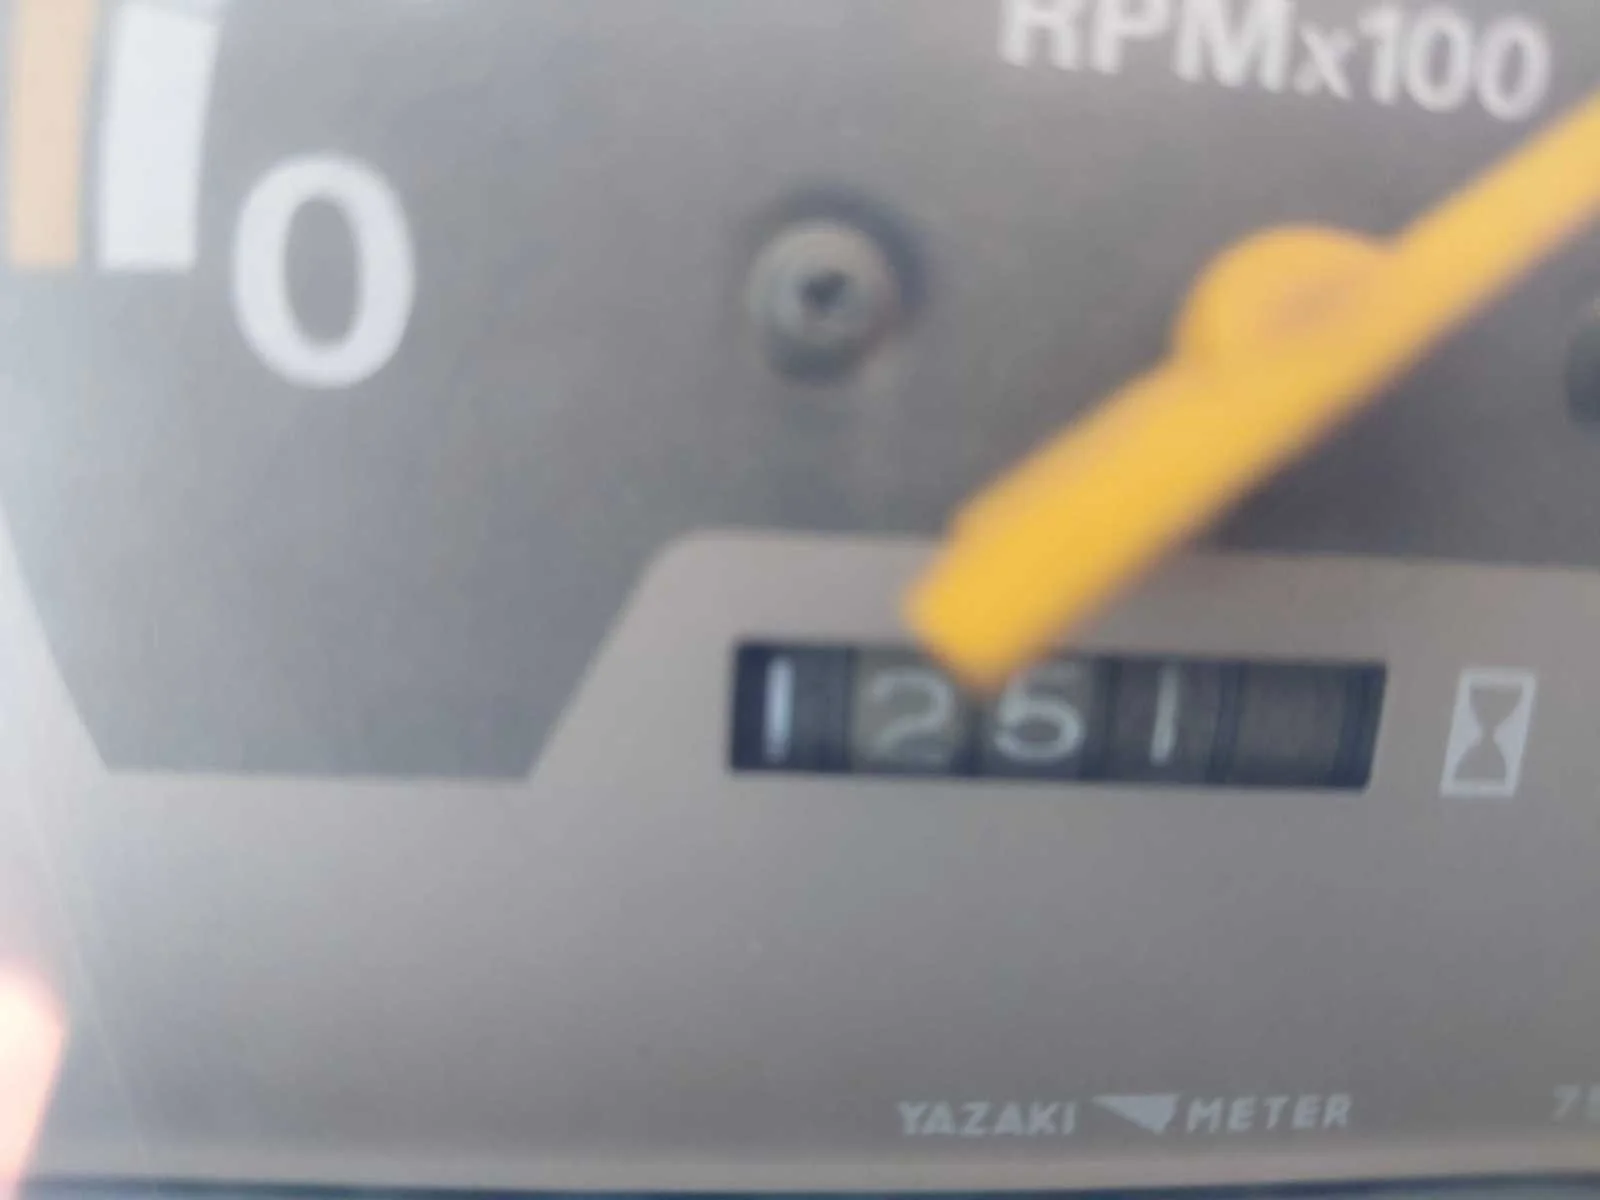 RPMx100
0
1251
YAZAKI METER